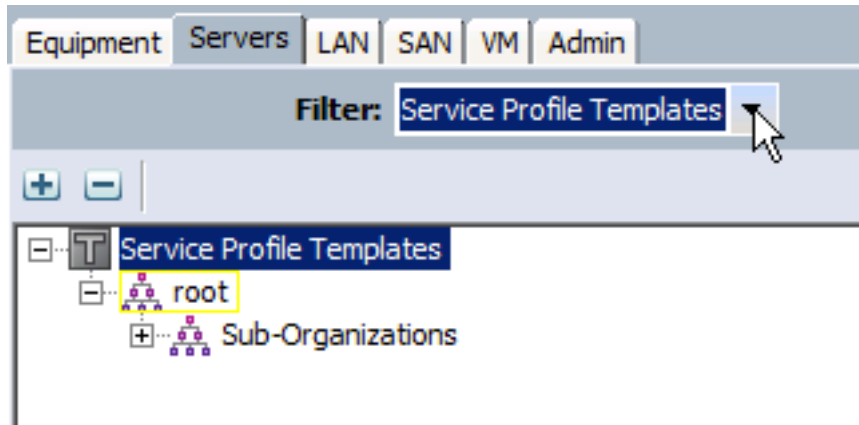 Equipment Servers LAN SAN VM Admin
Filter: Service Profile Templates
T Service Profile Templates
root
Sub-Organizations